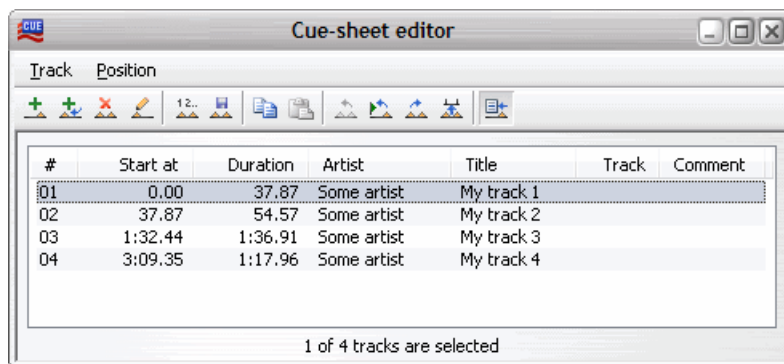 CUE
Cue-sheet editor
Track Position
12..
# Start at Duration Artist Title Track Comment
01 0.00 37.87 Some artist My track 1
02 37.87 54.57 Some artist My track 2
03 1:32.44 1:36.91 Some artist My track 3
04 3:09.35 1:17.96 Some artist My track 4
1 of 4 tracks are selected